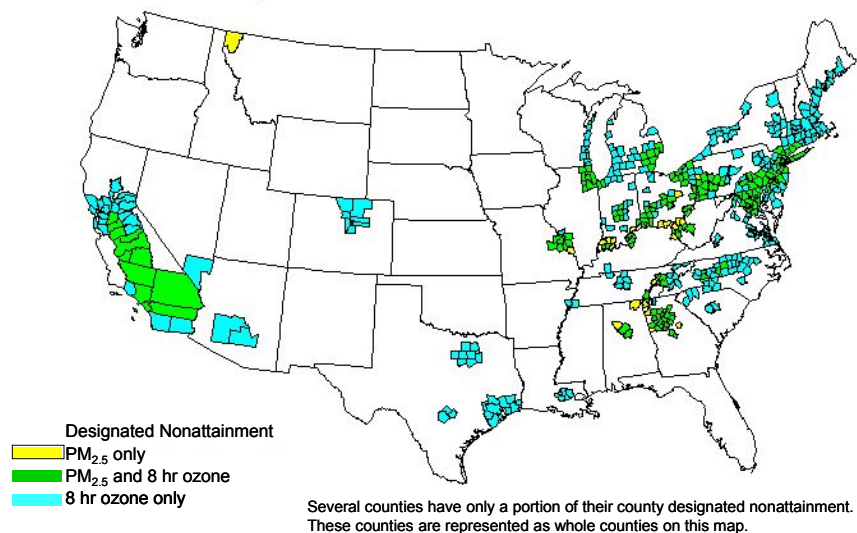 Designated Nonattainment
PM2.5 only
PM2.5 and 8 hr ozone
8 hr ozone only
Several counties have only a portion of their county designated nonattainment.
These counties are represented as whole counties on this map.